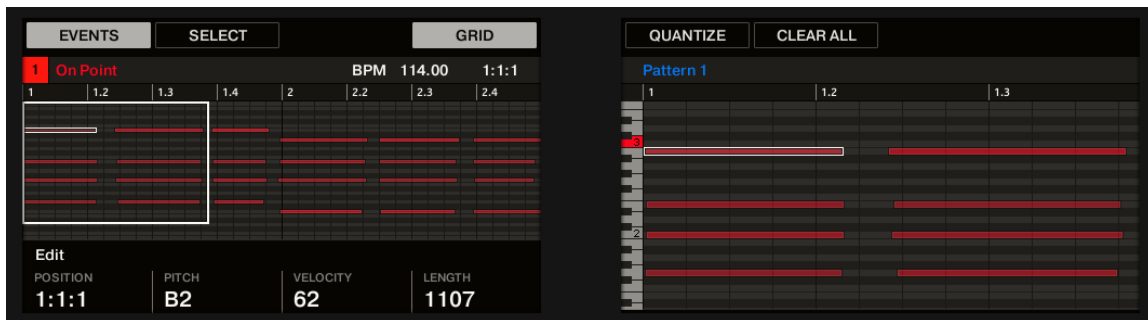 EVENTS SELECT GRID
1 On Point BPM 114.00 1:1:1
1 1.2 1.3 1.4 2 2.2 2.3 2.4
Edit
POSITION PITCH VELOCITY LENGTH
1:1:1 B2 62 1107
QUANTIZE CLEAR ALL
Pattern 1
1 1.2 1.3
3
2